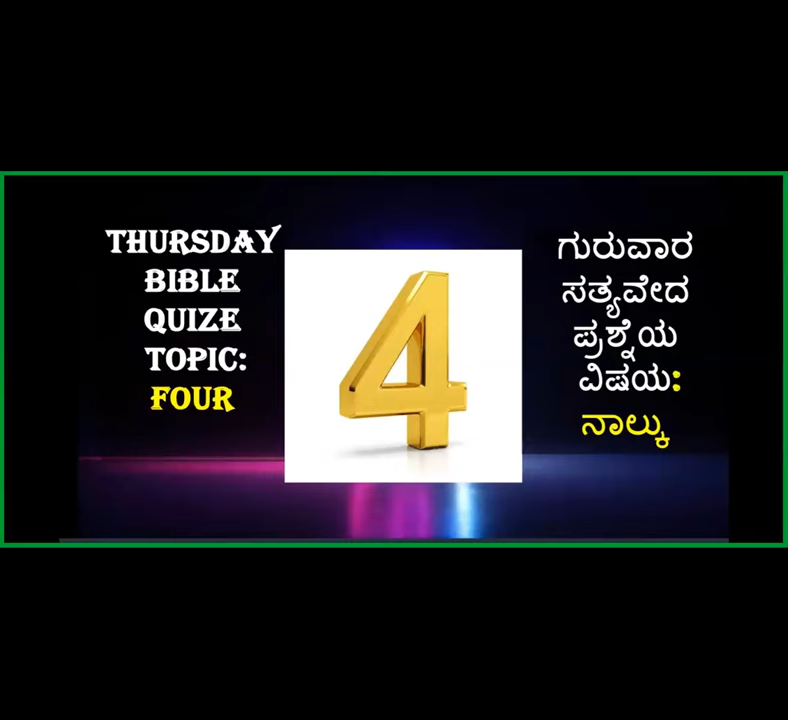 THURSDAY
BIBLE
QUIZE
TOPIC:
FOUR
4
ಗುರುವಾರ
ಸತ್ಯವೇದ
ಪ್ರಶ್ನೆಯ
ವಿಷಯ:
ನಾಲ್ಕು